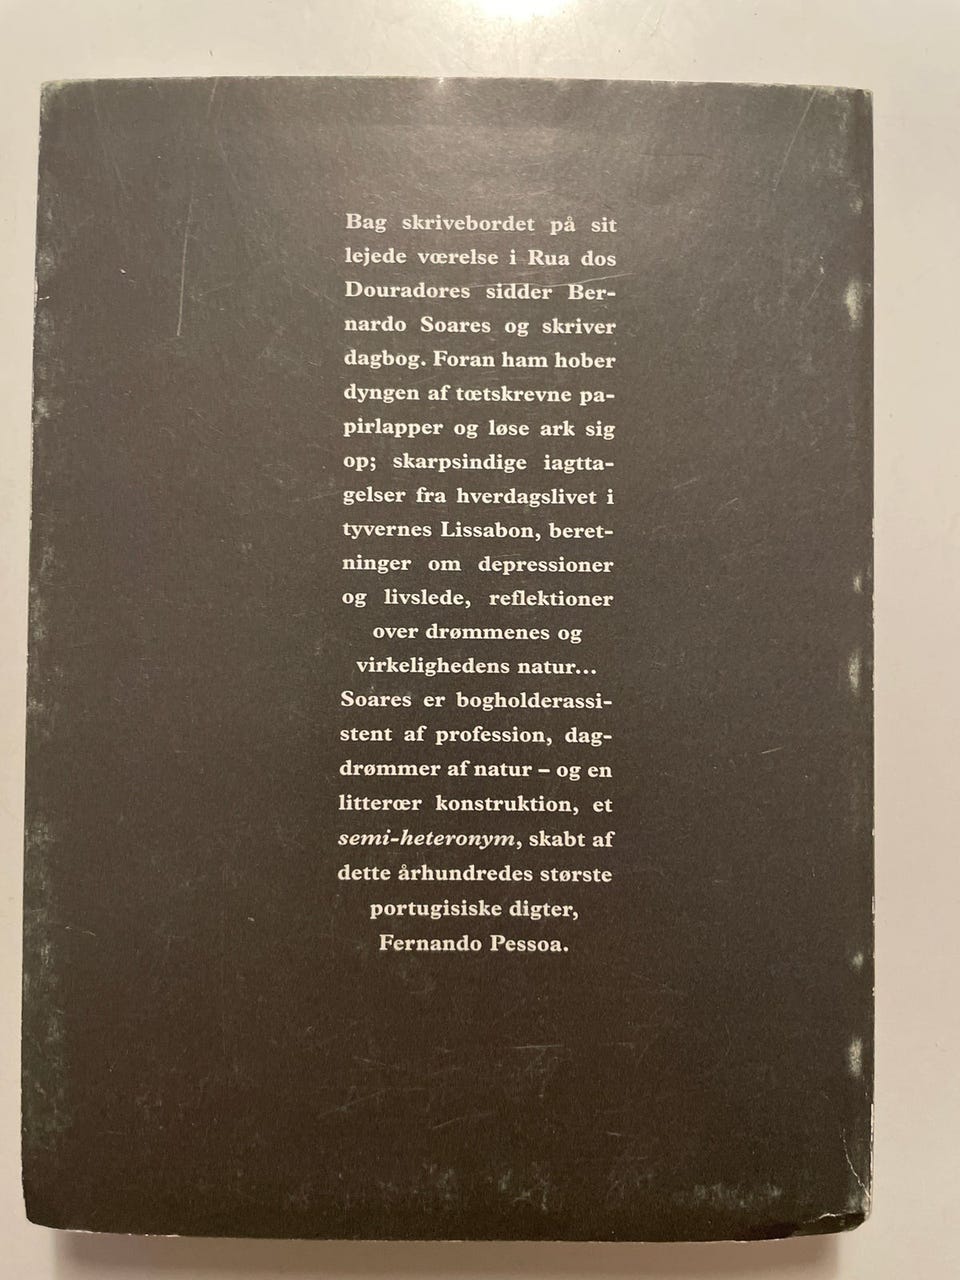 Bag skrivebordet på sit
lejede værelse i Rua dos
Douradores sidder Ber-
nardo Soares og skriver
dagbog. Foran ham hober
dyngen af tætskrevne pa-
pirlapper og løse ark sig
op; skarpsindige iagtta-
gelser fra hverdagslivet i
tyvernes Lissabon, beret-
ninger om depressioner
og livslede, reflektioner
over drømmenes og
virkelighedens natur...
Soares er bogholderassi-
stent af profession, dag-
drømmer af natur – og en
litterær konstruktion, et
semi-heteronym, skabt af
dette århundredes største
portugisiske digter,
Fernando Pessoa.